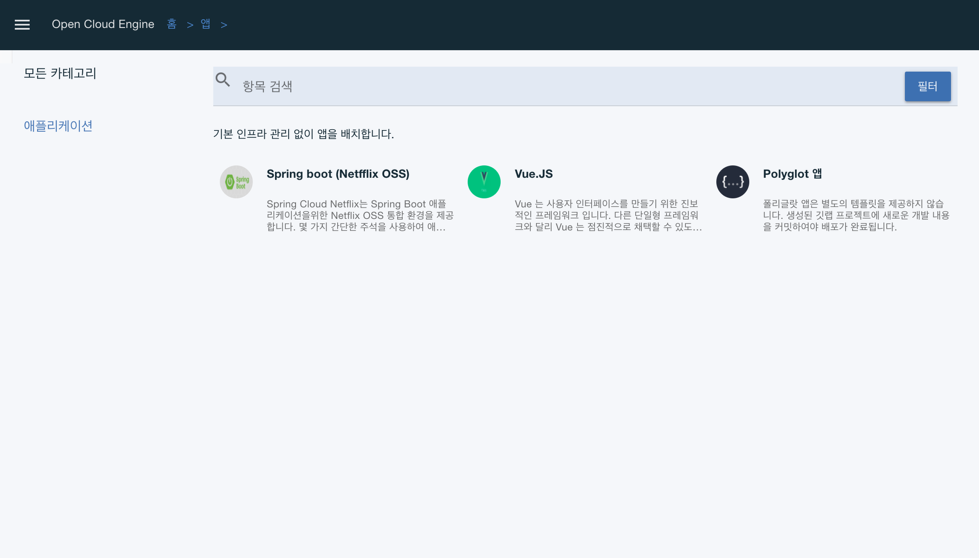 Open Cloud Engine 홈 > 앱 >
모든 카테고리
애플리케이션
항목 검색
필터
기본 인프라 관리 없이 앱을 배치합니다.
Spring boot (Netfflix OSS)
Spring Cloud Netflix는 Spring Boot 애플
리케이션을위한 Netflix OSS 통합 환경을 제공
합니다. 몇 가지 간단한 주석을 사용하여 애...
Vue.JS
Vue 는 사용자 인터페이스를 만들기 위한 진보
적인 프레임워크 입니다. 다른 단일형 프레임워
크와 달리 Vue 는 점진적으로 채택할 수 있도...
Polyglot 앱
폴리글랏 앱은 별도의 템플릿을 제공하지 않습
니다. 생성된 깃랩 프로젝트에 새로운 개발 내용
을 커밋하여야 배포가 완료됩니다.
Spring
Boot
{...}